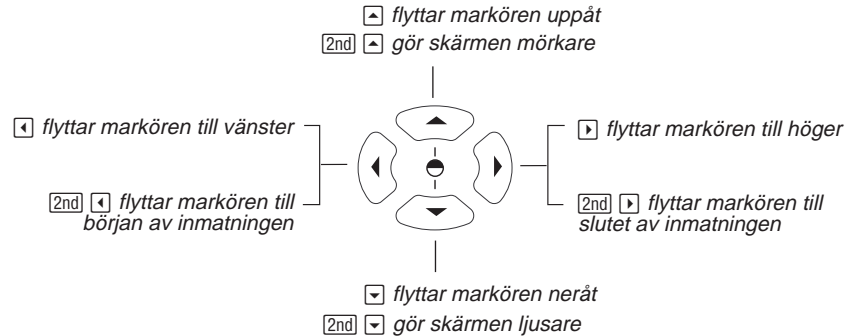 flyttar markören uppåt
2nd gör skärmen mörkare
flyttar markören till vänster
flyttar markören till höger
2nd flyttar markören till
början av inmatningen
2nd flyttar markören till
slutet av inmatningen
flyttar markören neråt
2nd gör skärmen ljusare